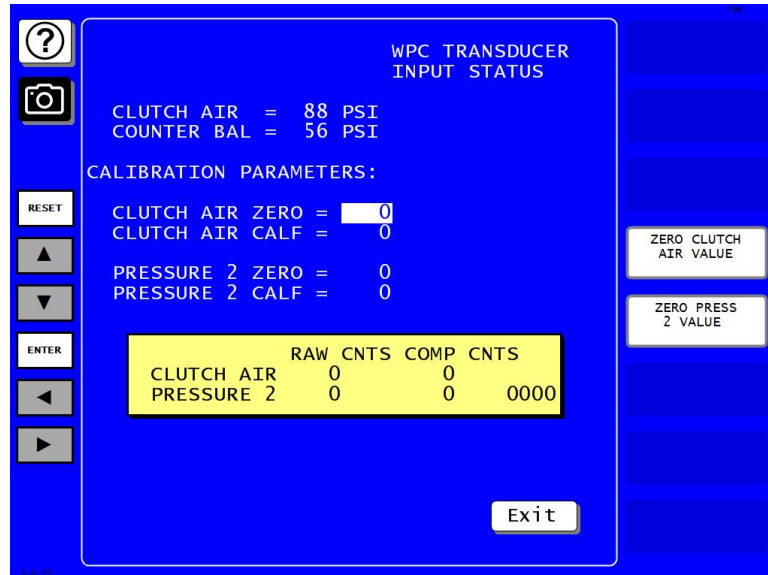 ?
WPC TRANSDUCER
INPUT STATUS
CLUTCH AIR = 88 PSI
COUNTER BAL = 56 PSI
CALIBRATION PARAMETERS:
RESET
CLUTCH AIR ZERO = 0
CLUTCH AIR CALF = 0
ZERO CLUTCH
AIR VALUE
PRESSURE 2 ZERO = 0
PRESSURE 2 CALF = 0
ZERO PRESS
2 VALUE
ENTER
RAW CNTS COMP CNTS
CLUTCH AIR 0 0
PRESSURE 2 0 0 0000
Exit